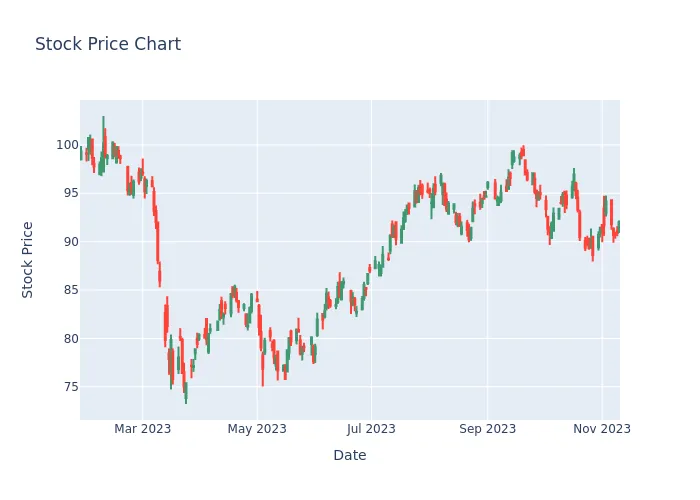 Stock Price Chart
Stock Price
100
95
90
85
80
75
Mar 2023
May 2023
Jul 2023
Sep 2023
Nov 2023
Date